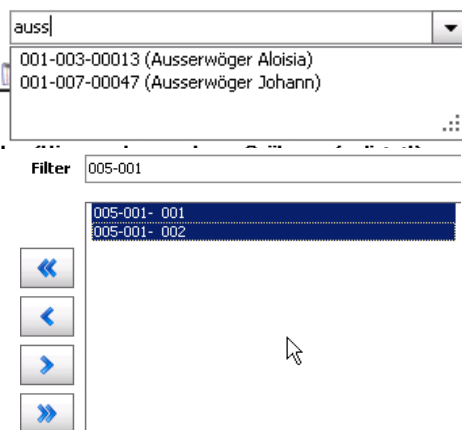 auss
001-003-00013 (Ausserwöger Aloisia)
001-007-00047 (Ausserwöger Johann)
Filter 005-001
005-001- 001
005-001- 002